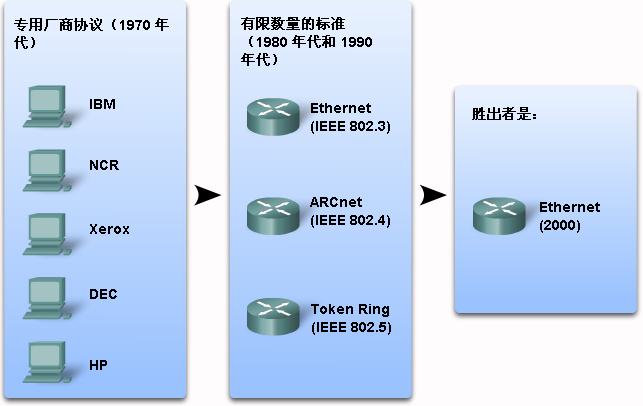 专用厂商协议（1970 年
代）
IBM
NCR
Xerox
DEC
HP
有限数量的标准
（1980 年代和 1990
年代）
Ethernet
(IEEE 802.3)
ARCnet
(IEEE 802.4)
Token Ring
(IEEE 802.5)
胜出者是：
Ethernet
(2000)